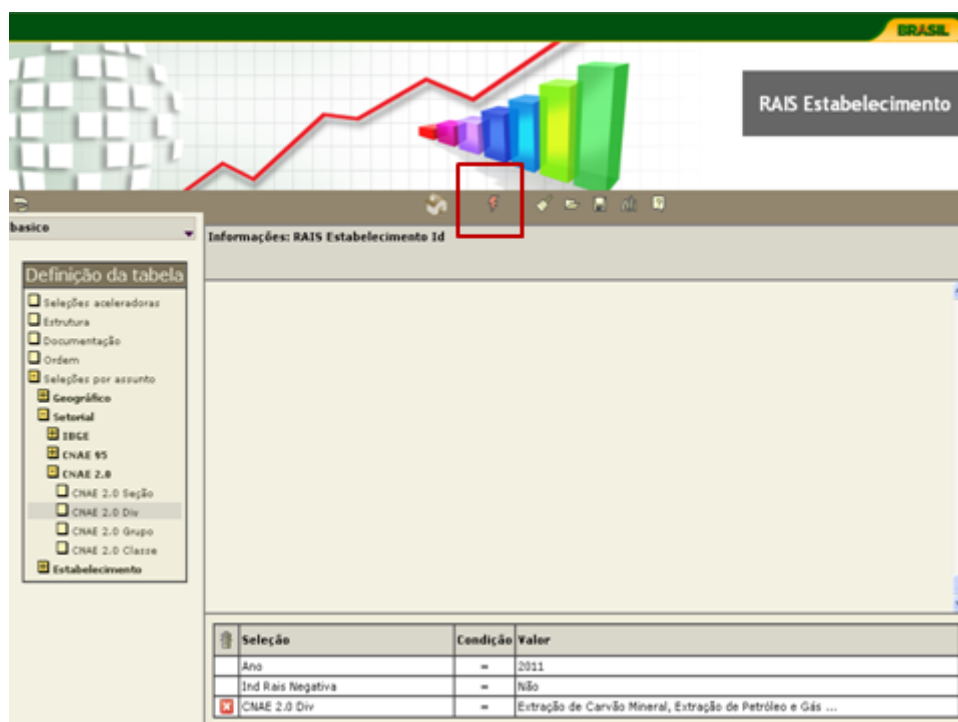 BRASIL
RAIS Estabelecimento
basico
Informações: RAIS Estabelecimento Id
Definição da tabela
Seleções aceleradoras
Estrutura
Documentação
Ordem
Seleções por assunto
Geográfico
Setorial
IBGE
CNAE 95
CNAE 2.0
CNAE 2.0 Seção
CNAE 2.0 Div
CNAE 2.0 Grupo
CNAE 2.0 Classe
Estabelecimento
Seleção Condição Valor
Ano = 2011
Ind Rais Negativa = Não
CNAE 2.0 Div = Extração de Carvão Mineral, Extração de Petróleo e Gás ...